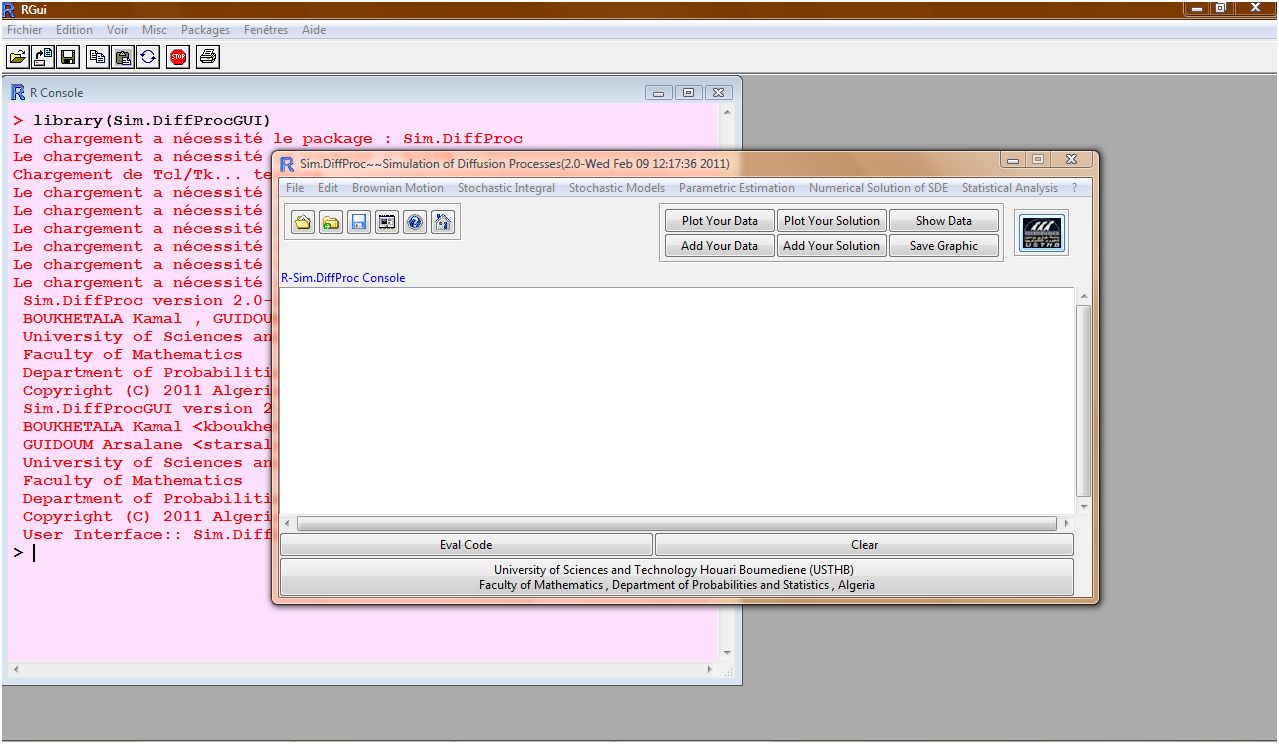 RGui
Fichier Edition Voir Misc Packages Fenêtres Aide
STOP
R Console
> library(Sim.DiffProcGUI)
Le chargement a nécessité le package : Sim.DiffProc
Le chargement a nécessité
Chargement de Tcl/Tk... te
Le chargement a nécessité
Le chargement a nécessité
Le chargement a nécessité
Le chargement a nécessité
Le chargement a nécessité
Le chargement a nécessité
Sim.DiffProc version 2.0-
BOUKHETALA Kamal , GUIDOU
University of Sciences an
Faculty of Mathematics
Department of Probabiliti
Copyright (C) 2011 Algeri
Sim.DiffProcGUI version 2
BOUKHETALA Kamal <kboukhe
GUIDOUM Arsalane <starsal
University of Sciences an
Faculty of Mathematics
Department of Probabiliti
Copyright (C) 2011 Algeri
User Interface:: Sim.Diff
>
Sim.DiffProc~~Simulation of Diffusion Processes(2.0-Wed Feb 09 12:17:36 2011)
File Edit Brownian Motion Stochastic Integral Stochastic Models Parametric Estimation Numerical Solution of SDE Statistical Analysis ?
Plot Your Data Plot Your Solution Show Data
Add Your Data Add Your Solution Save Graphic
USTHB
R-Sim.DiffProc Console
Eval Code Clear
University of Sciences and Technology Houari Boumediene (USTHB)
Faculty of Mathematics , Department of Probabilities and Statistics , Algeria